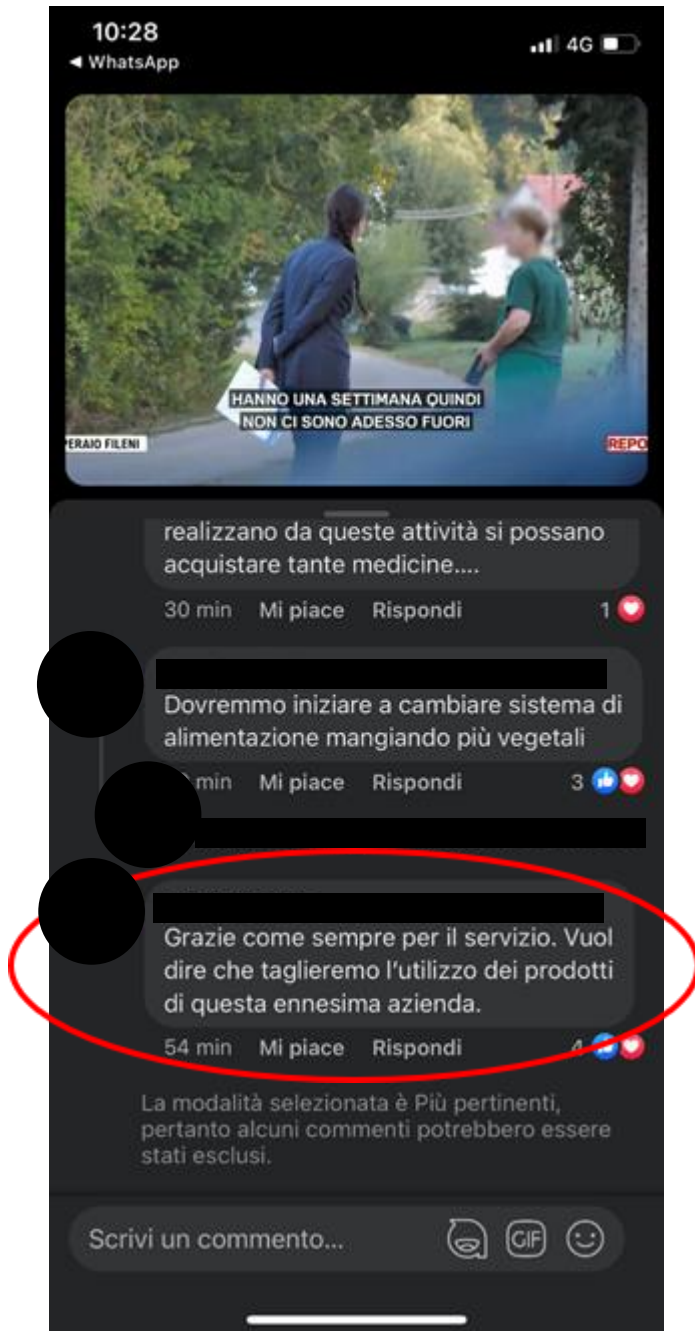 10:28
4G
◀ WhatsApp
HANNO UNA SETTIMANA QUINDI
NON CI SONO ADESSO FUORI
ERAIO FILENI
REPO
realizzano da queste attività si possano
acquistare tante medicine....
30 min Mi piace Rispondi 1
Dovremmo iniziare a cambiare sistema di
alimentazione mangiando più vegetali
min Mi piace Rispondi 3
Grazie come sempre per il servizio. Vuol
dire che taglieremo l'utilizzo dei prodotti
di questa ennesima azienda.
54 min Mi piace Rispondi 4
La modalità selezionata è Più pertinenti,
pertanto alcuni commenti potrebbero essere
stati esclusi.
Scrivi un commento...
GIF